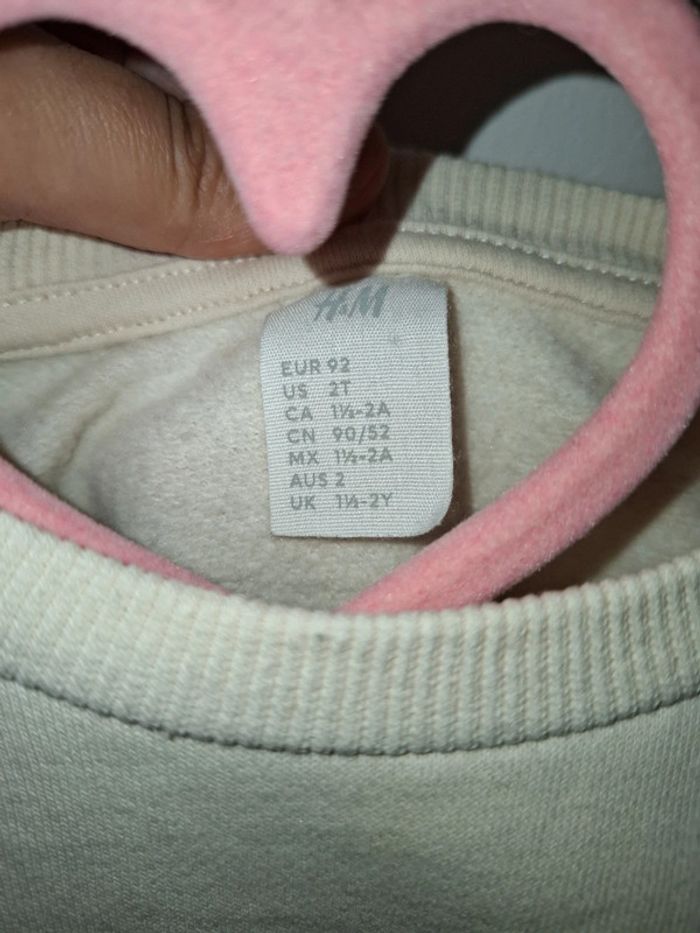 H&M
EUR 92
US 2T
CA 1½-2A
CN 90/52
MX 1½-2A
AUS 2
UK 1½-2Y